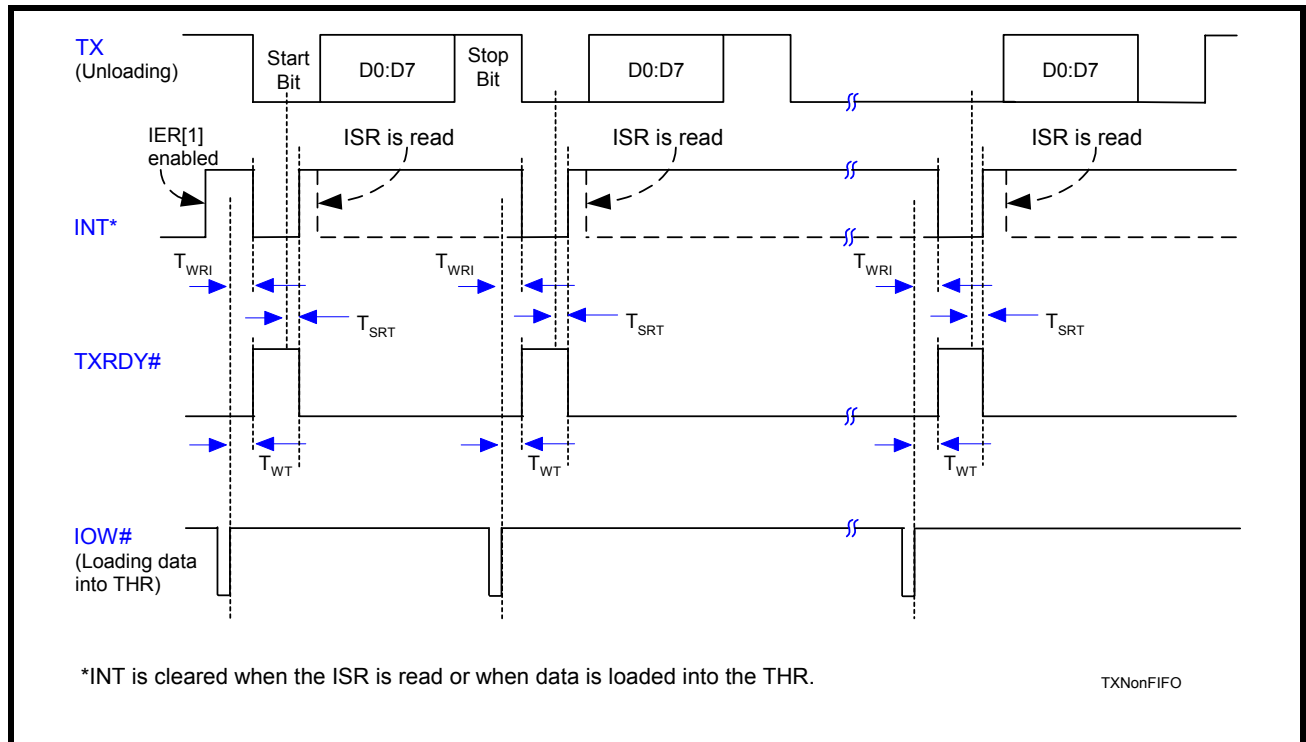 TX
(Unloading)
Start
Bit
D0:D7
Stop
Bit
D0:D7
D0:D7
IER[1]
enabled
ISR is read
ISR is read
ISR is read
INT*
TWRI
TWRI
TWRI
TSRT
TSRT
TSRT
TXRDY#
TWT
TWT
TWT
IOW#
(Loading data
into THR)
*INT is cleared when the ISR is read or when data is loaded into the THR.
TXNonFIFO